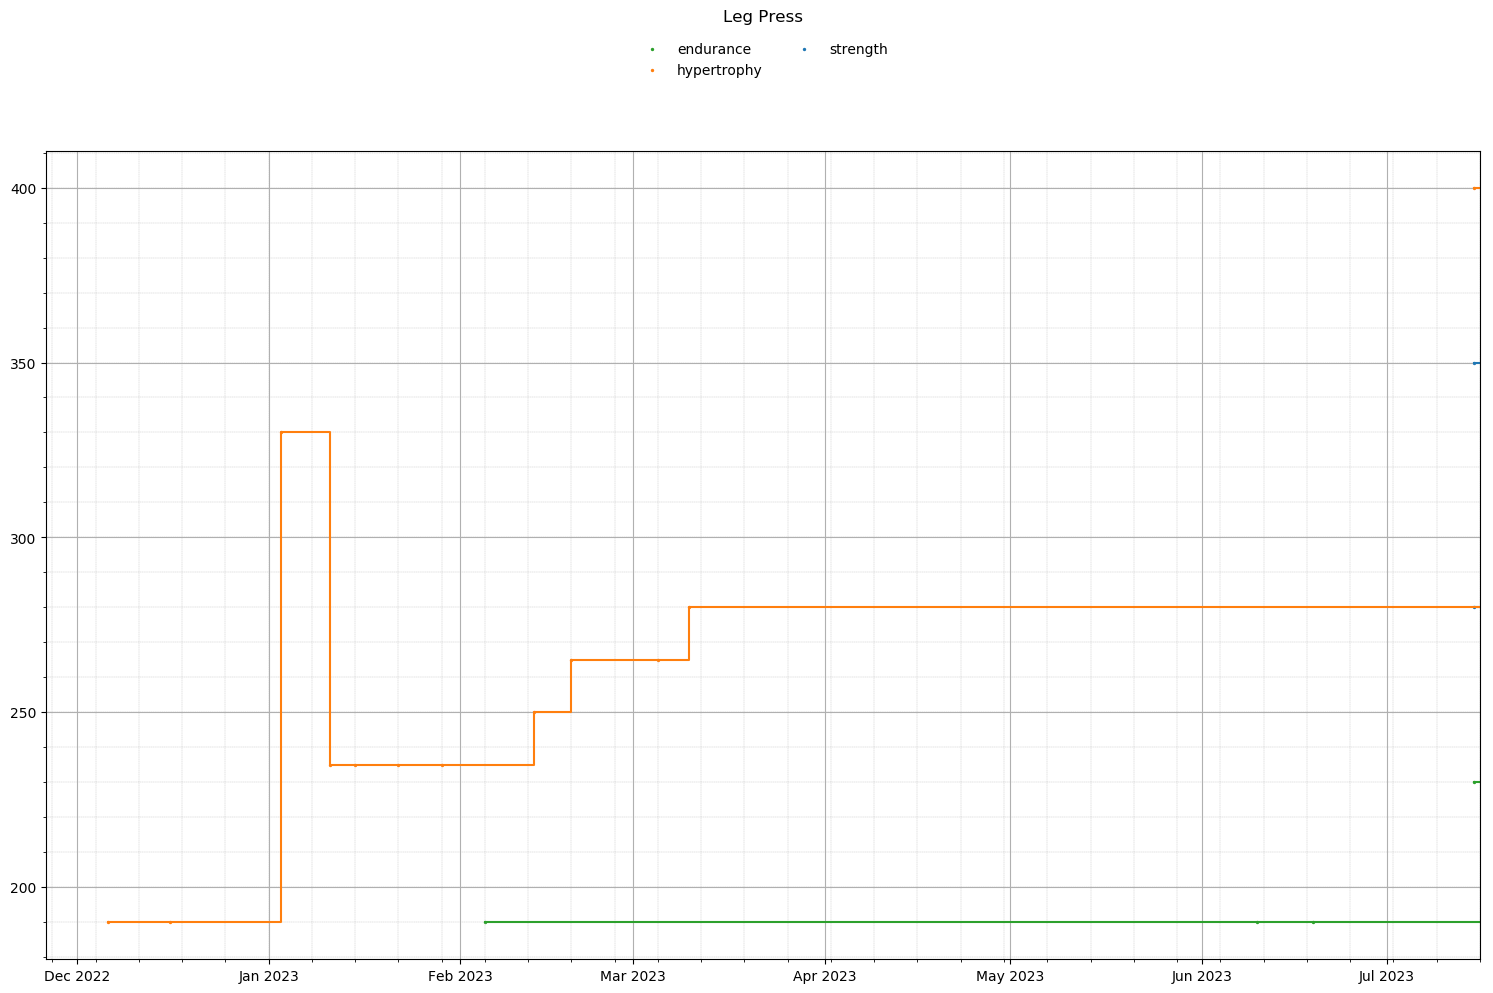 Leg Press
endurance
hypertrophy
strength
400
350
300
250
200
Dec 2022
Jan 2023
Feb 2023
Mar 2023
Apr 2023
May 2023
Jun 2023
Jul 2023